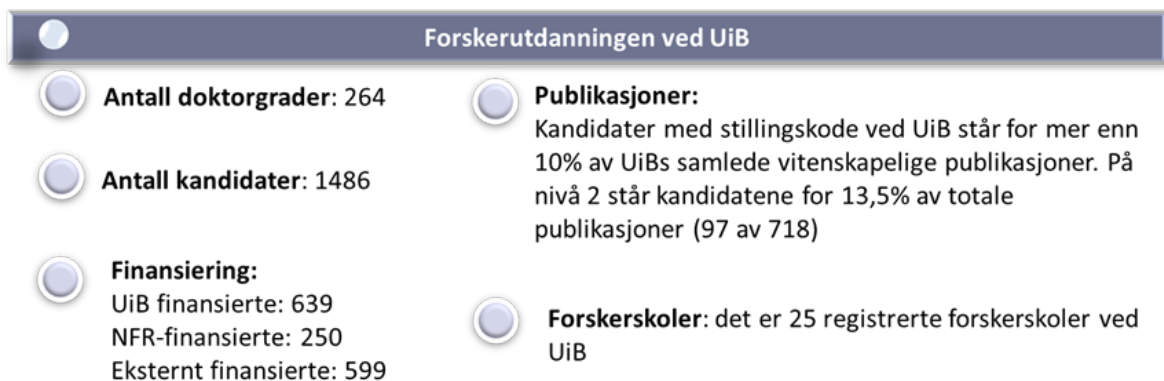 Forskerutdanningen ved UiB
Antall doktorgrader: 264
Antall kandidater: 1486
Finansiering:
UiB finansierte: 639
NFR-finansierte: 250
Eksternt finansierte: 599
Publikasjoner:
Kandidater med stillingskode ved UiB står for mer enn
10% av UiBs samlede vitenskapelige publikasjoner. På
nivå 2 står kandidatene for 13,5% av totale
publikasjoner (97 av 718)
Forskerskoler: det er 25 registrerte forskerskoler ved
UiB